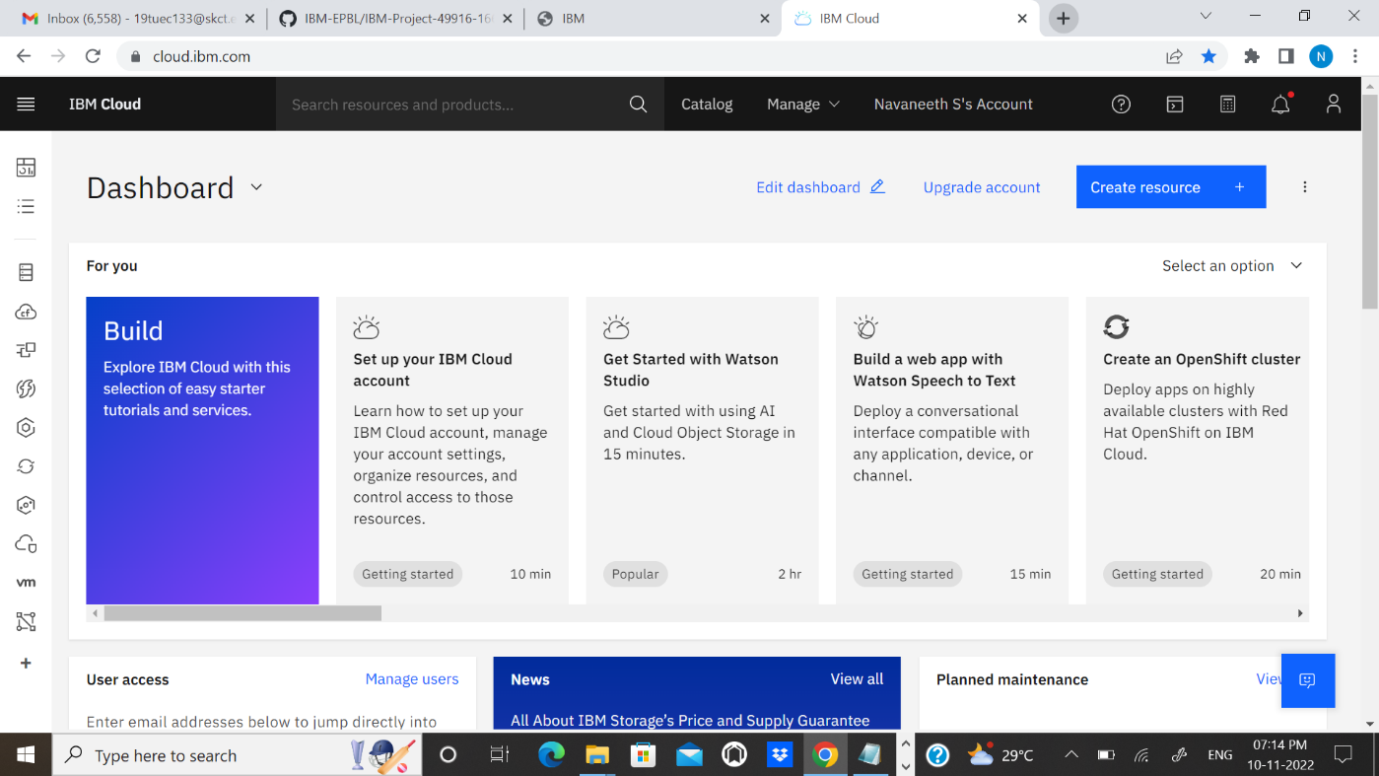 Inbox (6,558) - 19tuec133@skct.e
IBM-EPBL/IBM-Project-49916-16
IBM
IBM Cloud
cloud.ibm.com
N
IBM Cloud
Search resources and products...
Catalog
Manage
Navaneeth S's Account
Dashboard
Edit dashboard
Upgrade account
Create resource +
For you
Select an option
Build
Explore IBM Cloud with this
selection of easy starter
tutorials and services.
Set up your IBM Cloud
account
Learn how to set up your
IBM Cloud account, manage
your account settings,
organize resources, and
control access to those
resources.
Getting started
10 min
Get Started with Watson
Studio
Get started with using AI
and Cloud Object Storage in
15 minutes.
Popular
2 hr
Build a web app with
Watson Speech to Text
Deploy a conversational
interface compatible with
any application, device, or
channel.
Getting started
15 min
Create an OpenShift cluster
Deploy apps on highly
available clusters with Red
Hat OpenShift on IBM
Cloud.
Getting started
20 min
vm
User access
Manage users
Enter email addresses below to jump directly into
News
View all
All About IBM Storage's Price and Supply Guarantee
Planned maintenance
Type here to search
29°C
ENG
07:14 PM
10-11-2022